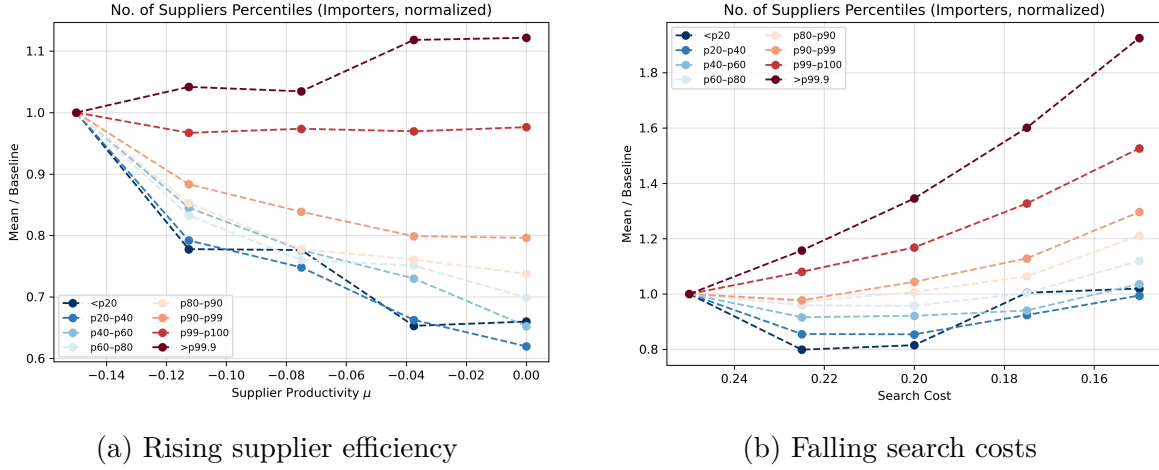 No. of Suppliers Percentiles (Importers, normalized)
Mean / Baseline
1.1
1.0
0.9
0.8
0.7
0.6
<p20
p20–p40
p40–p60
p60–p80
p80–p90
p90–p99
p99–p100
>p99.9
−0.14 −0.12 −0.10 −0.08 −0.06 −0.04 −0.02 0.00
Supplier Productivity μ
(a) Rising supplier efficiency
No. of Suppliers Percentiles (Importers, normalized)
Mean / Baseline
1.8
1.6
1.4
1.2
1.0
0.8
<p20
p20–p40
p40–p60
p60–p80
p80–p90
p90–p99
p99–p100
>p99.9
0.24 0.22 0.20 0.18 0.16
Search Cost
(b) Falling search costs